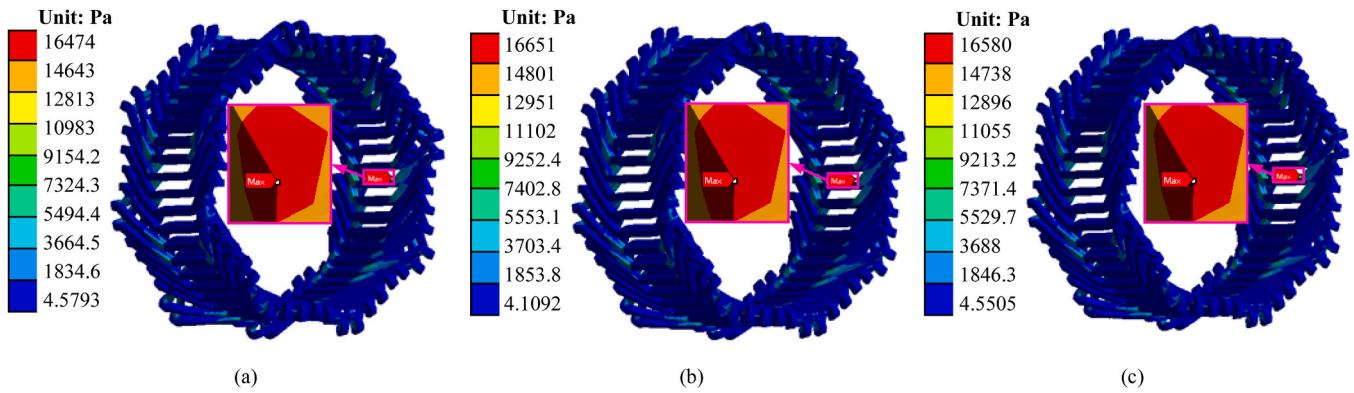 Unit: Pa
16474
14643
12813
10983
9154.2
7324.3
5494.4
3664.5
1834.6
4.5793
Max
Max
(a)
Unit: Pa
16651
14801
12951
11102
9252.4
7402.8
5553.1
3703.4
1853.8
4.1092
Max
Max
(b)
Unit: Pa
16580
14738
12896
11055
9213.2
7371.4
5529.7
3688
1846.3
4.5505
Max
Max
(c)